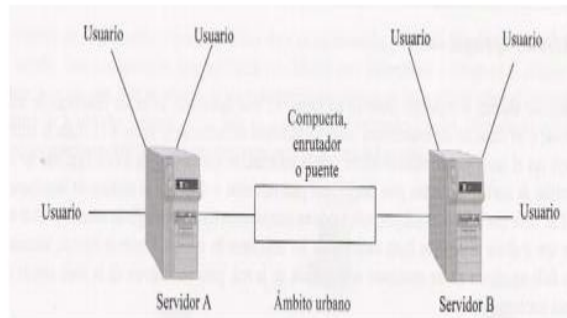 Usuario Usuario Usuario Usuario
Compuerta,
enrutador
o puente
Usuario Usuario
Servidor A Ámbito urbano Servidor B